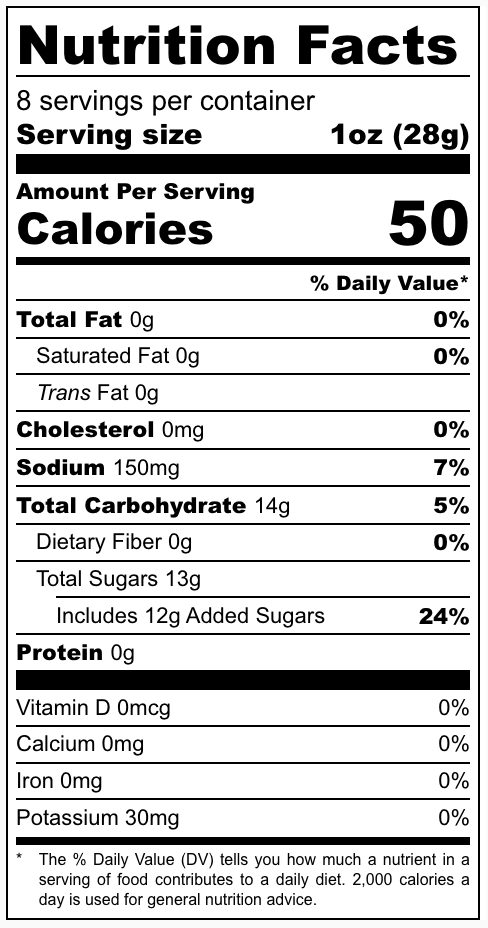 Nutrition Facts
8 servings per container
Serving size 1oz (28g)
Amount Per Serving
Calories 50
% Daily Value*
Total Fat 0g 0%
Saturated Fat 0g 0%
Trans Fat 0g
Cholesterol 0mg 0%
Sodium 150mg 7%
Total Carbohydrate 14g 5%
Dietary Fiber 0g 0%
Total Sugars 13g
Includes 12g Added Sugars 24%
Protein 0g
Vitamin D 0mcg 0%
Calcium 0mg 0%
Iron 0mg 0%
Potassium 30mg 0%
* The % Daily Value (DV) tells you how much a nutrient in a
serving of food contributes to a daily diet. 2,000 calories a
day is used for general nutrition advice.